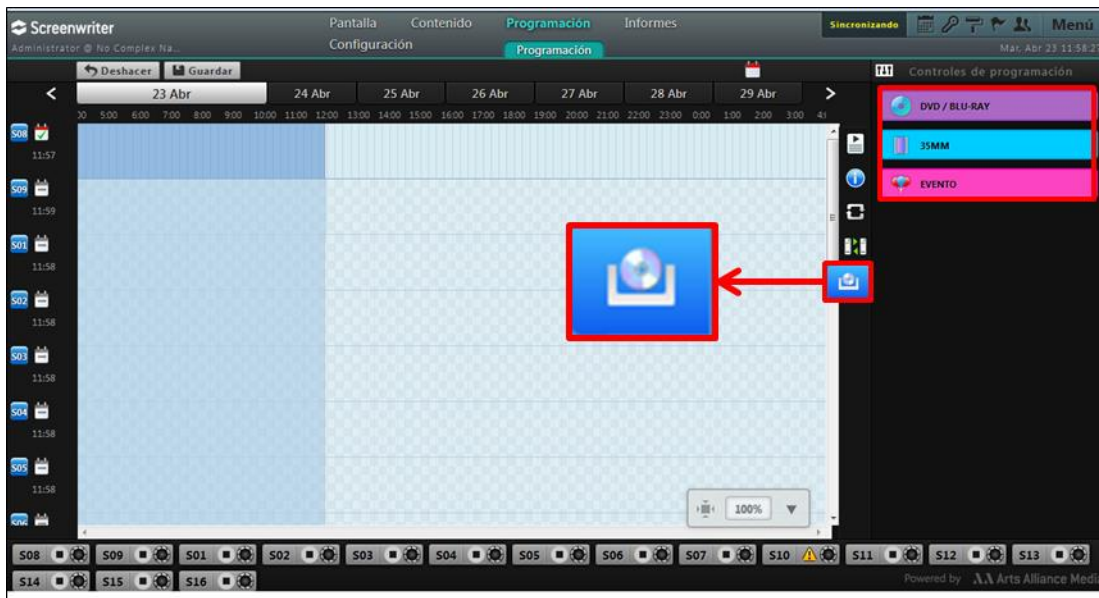 Screenwriter
Pantalla Contenido Programación Informes
Sincronizando
Menú
Administrator @ No Complex Na...
Configuración Programación
Mar, Abr 23 11:58:27
Deshacer Guardar
Controles de programación
< 23 Abr 24 Abr 25 Abr 26 Abr 27 Abr 28 Abr 29 Abr >
5:00 6:00 7:00 8:00 9:00 10:00 11:00 12:00 13:00 14:00 15:00 16:00 17:00 18:00 19:00 20:00 21:00 22:00 23:00 0:00 1:00 2:00 3:00
DVD / BLU-RAY
35MM
EVENTO
S08
11:57
S09
11:59
S01
11:58
S02
11:58
S03
11:58
S04
11:58
S05
11:58
S06
100%
S08 S09 S01 S02 S03 S04 S05 S06 S07 S10 S11 S12 S13
S14 S15 S16
Powered by Arts Alliance Media